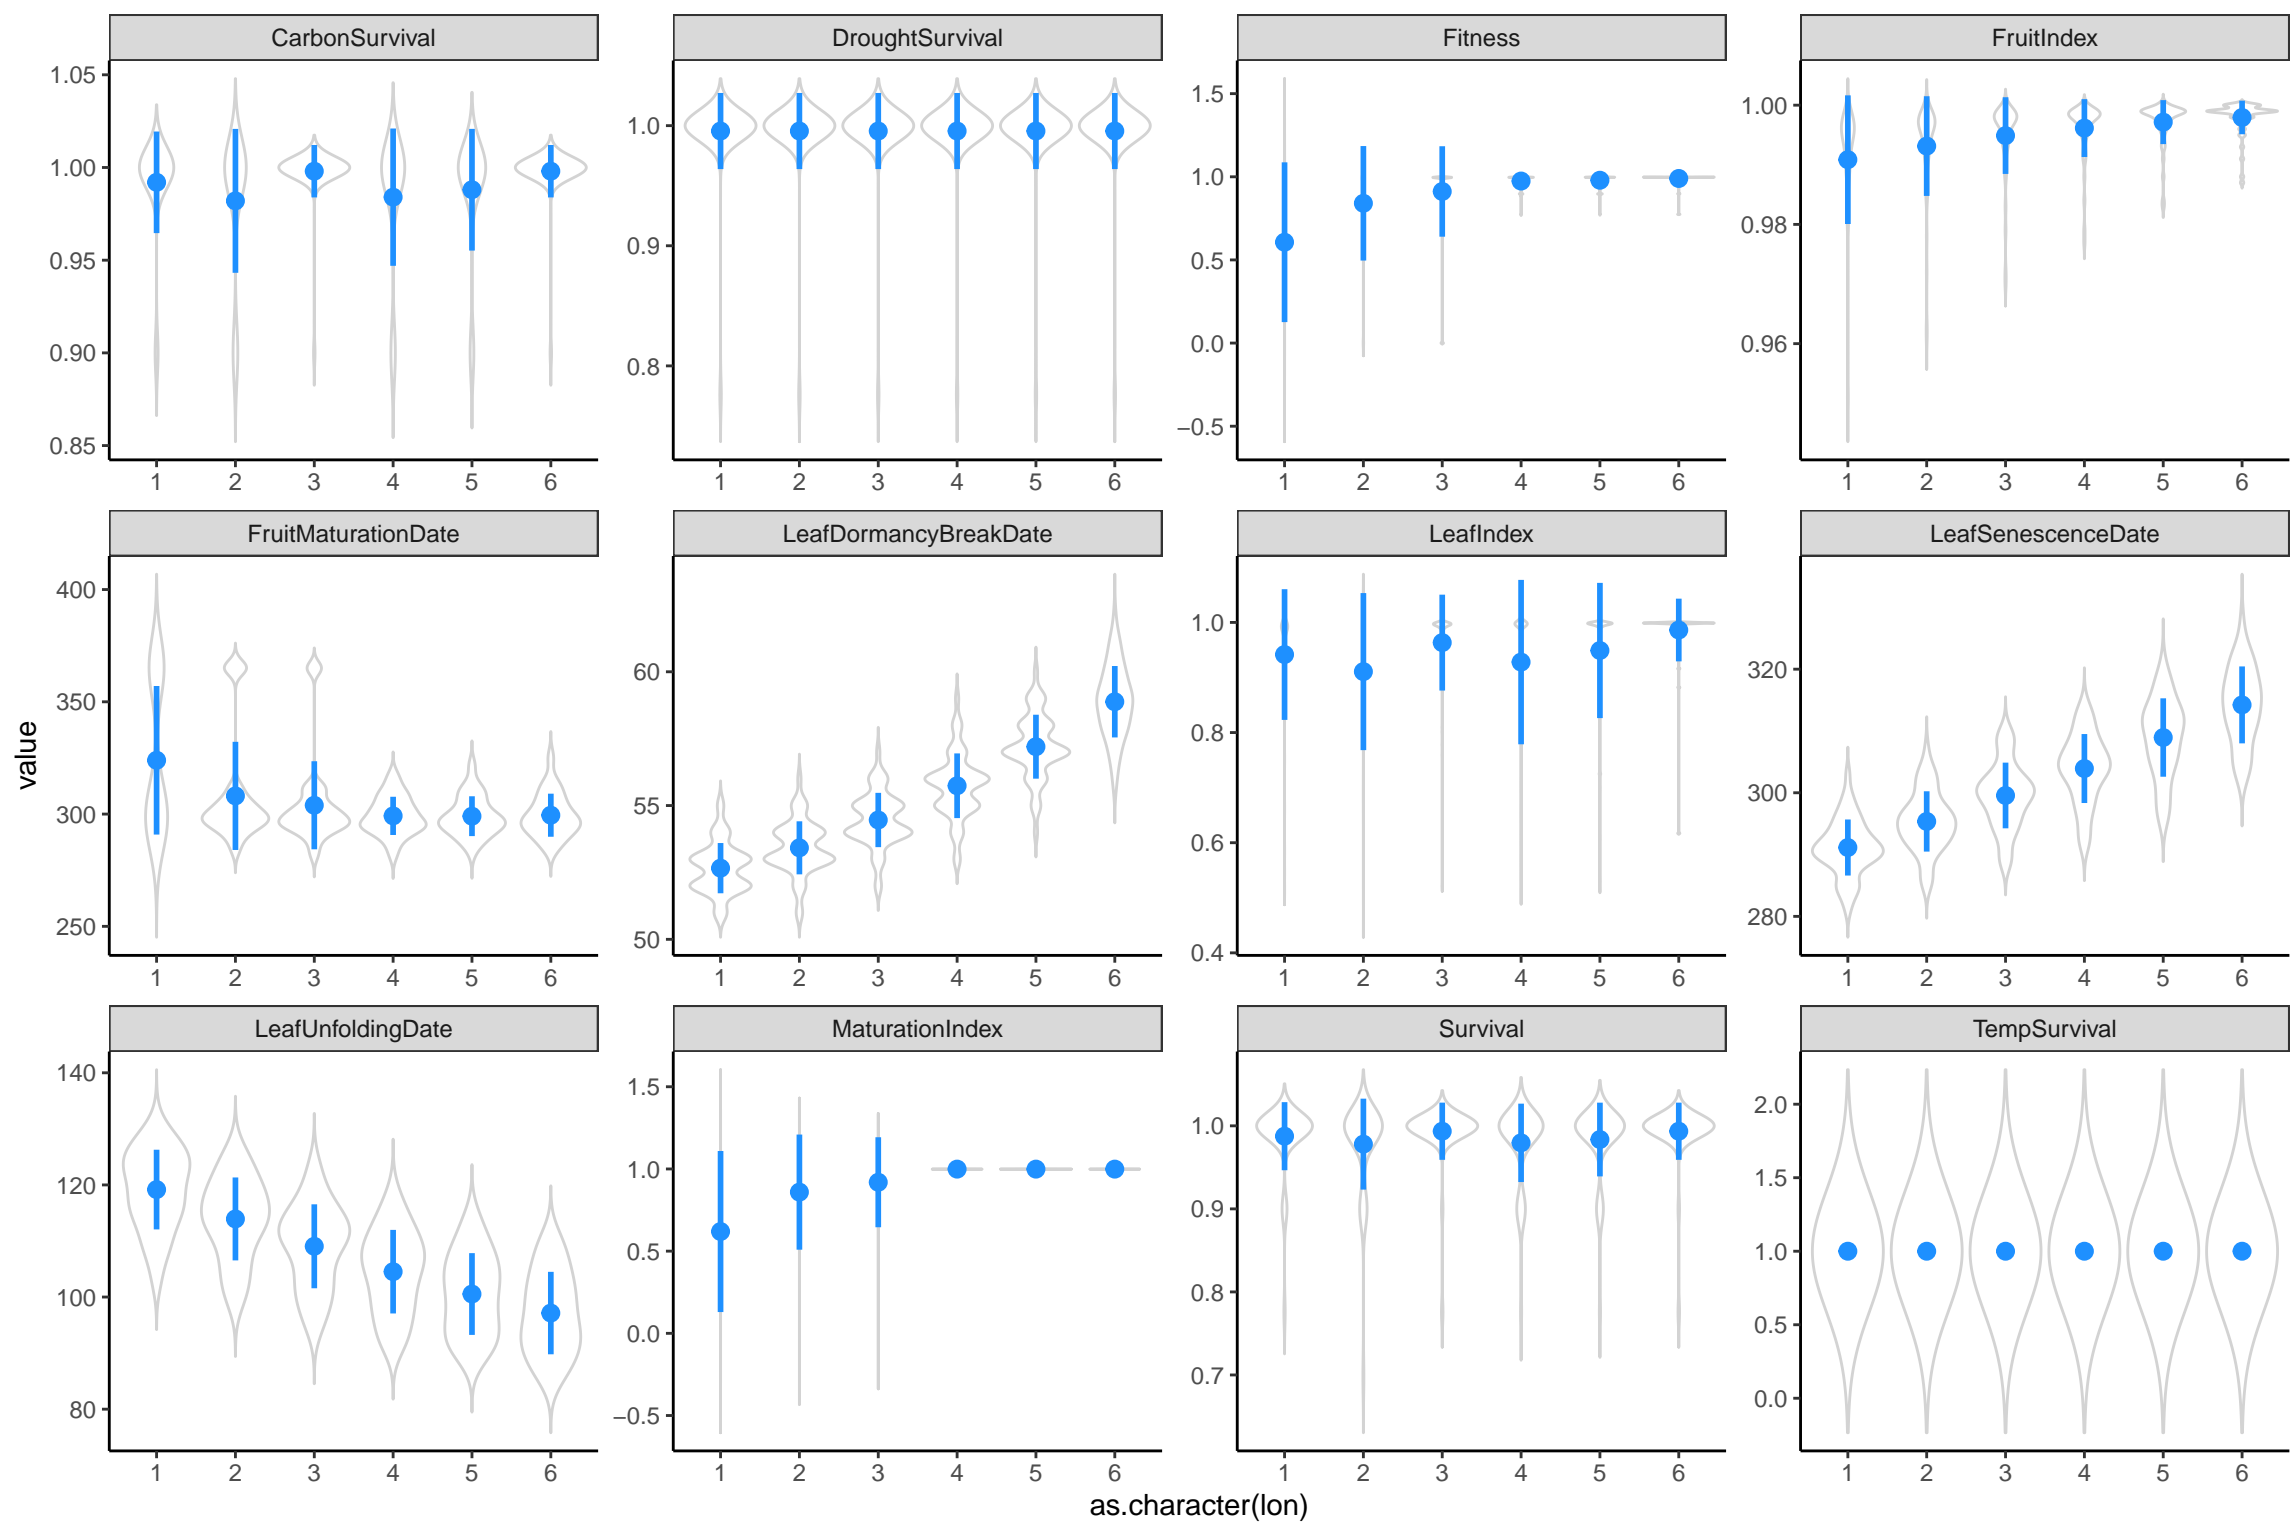 CarbonSurvival DroughtSurvival Fitness FruitIndex
1.05
1.00
0.95
0.90
0.85
1 2 3 4 5 6
1.0
0.9
0.8
1 2 3 4 5 6
1.5
1.0
0.5
0.0
−0.5
1 2 3 4 5 6
1.00
0.98
0.96
1 2 3 4 5 6
FruitMaturationDate LeafDormancyBreakDate LeafIndex LeafSenescenceDate
value
400
350
300
250
1 2 3 4 5 6
60
55
50
1 2 3 4 5 6
1.0
0.8
0.6
0.4
1 2 3 4 5 6
320
300
280
1 2 3 4 5 6
LeafUnfoldingDate MaturationIndex Survival TempSurvival
140
120
100
80
1 2 3 4 5 6
1.5
1.0
0.5
0.0
−0.5
1 2 3 4 5 6
1.0
0.9
0.8
0.7
1 2 3 4 5 6
2.0
1.5
1.0
0.5
0.0
1 2 3 4 5 6
as.character(lon)